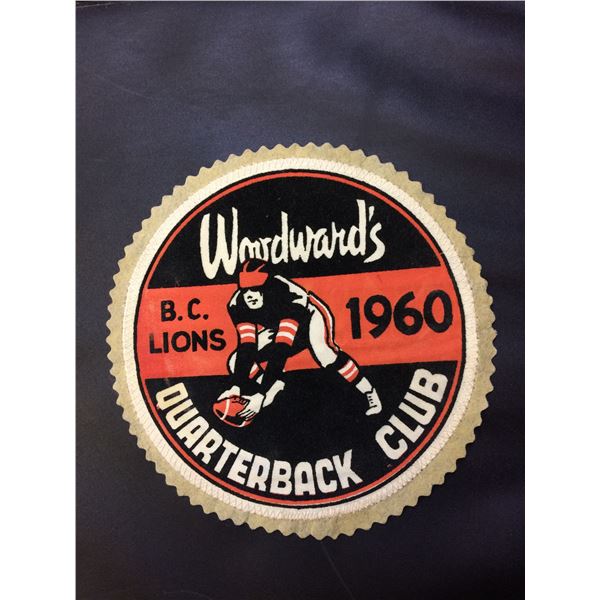 Woodward's
B.C.
LIONS
1960
QUARTERBACK CLUB